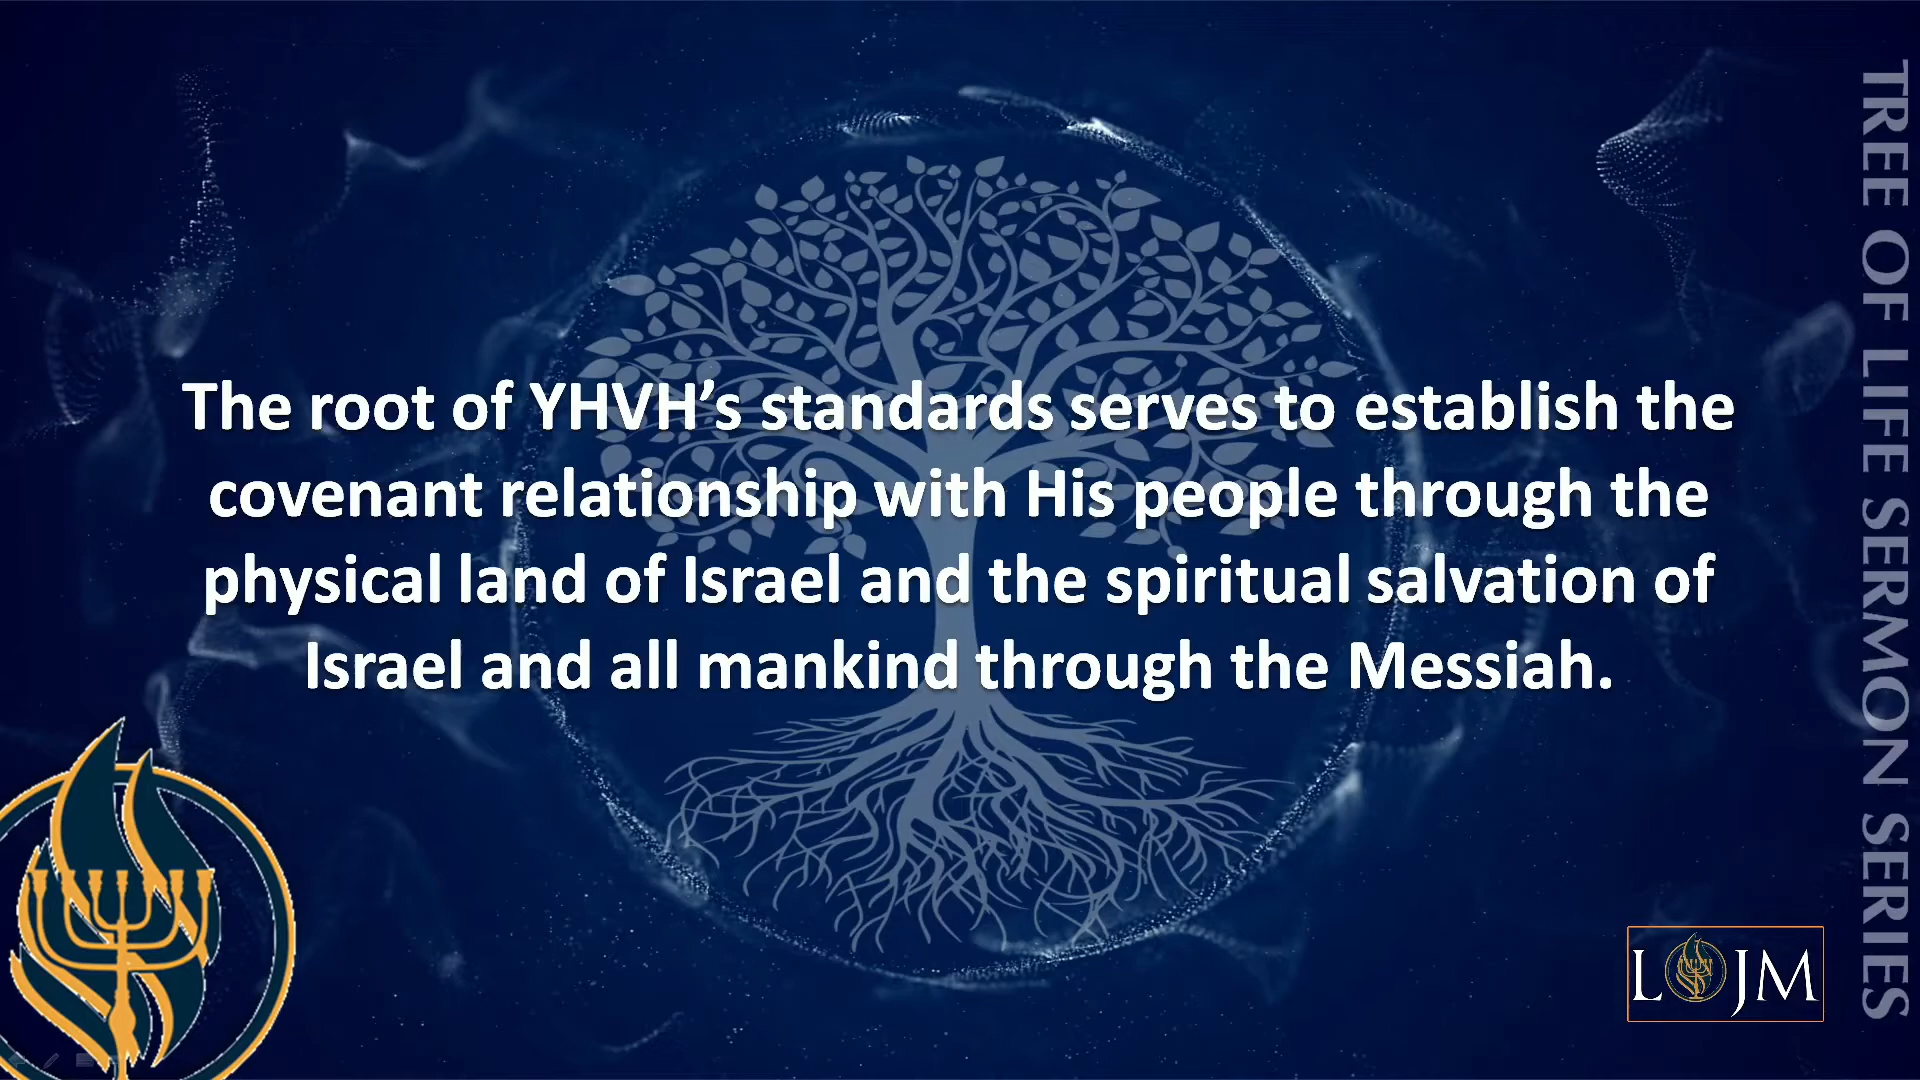 The root of YHVH’s standards serves to establish the
covenant relationship with His people through the
physical land of Israel and the spiritual salvation of
Israel and all mankind through the Messiah.
TREE OF LIFE SERMON SERIES
L JM